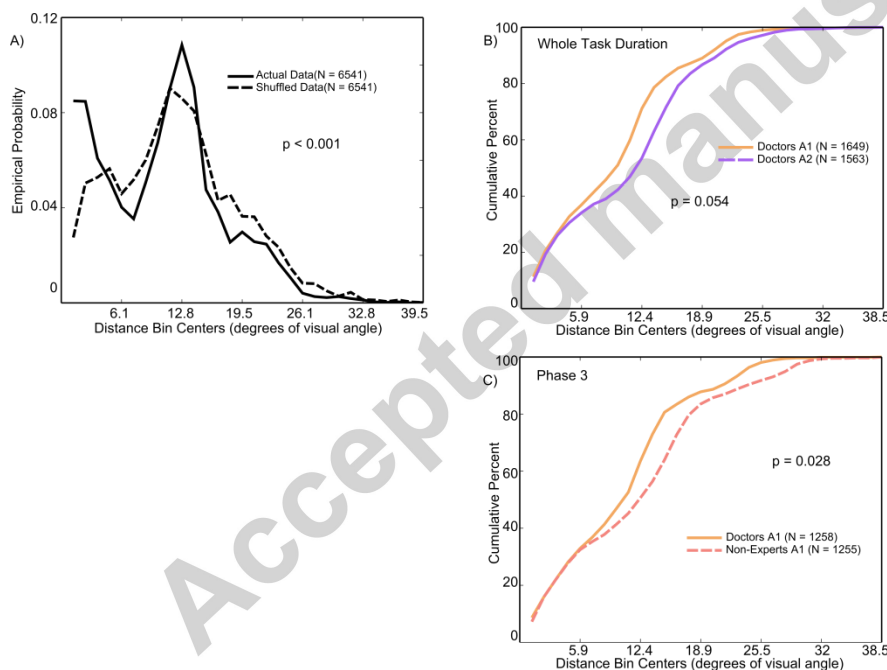 A)
Actual Data(N = 6541)
Shuffled Data(N = 6541)
p < 0.001
Empirical Probability
0.12
0.08
0.04
0
6.1 12.8 19.5 26.1 32.8 39.5
Distance Bin Centers (degrees of visual angle)
B)
Whole Task Duration
Doctors A1 (N = 1649)
Doctors A2 (N = 1563)
p = 0.054
Cumulative Percent
100
80
60
40
20
0
5.9 12.4 18.9 25.5 32 38.5
Distance Bin Centers (degrees of visual angle)
C)
Phase 3
p = 0.028
Doctors A1 (N = 1258)
Non-Experts A1 (N = 1255)
Cumulative Percent
100
80
60
40
20
0
5.9 12.4 18.9 25.5 32 38.5
Distance Bin Centers (degrees of visual angle)
Accepted manus